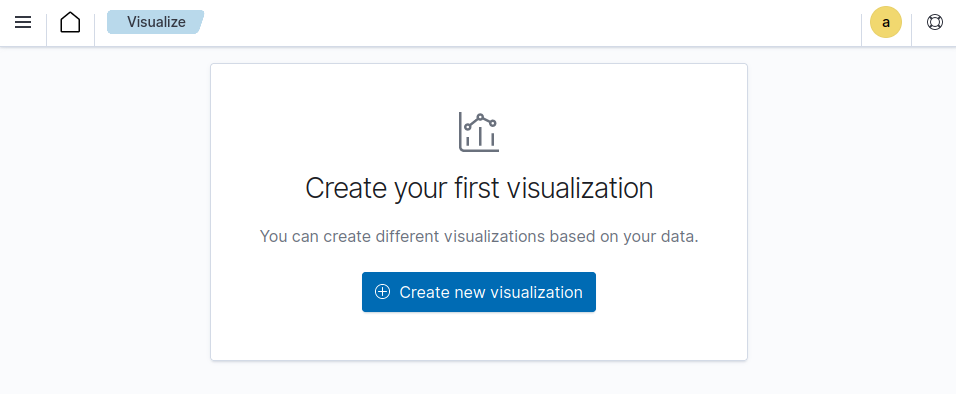 Visualize
a
Create your first visualization
You can create different visualizations based on your data.
Create new visualization